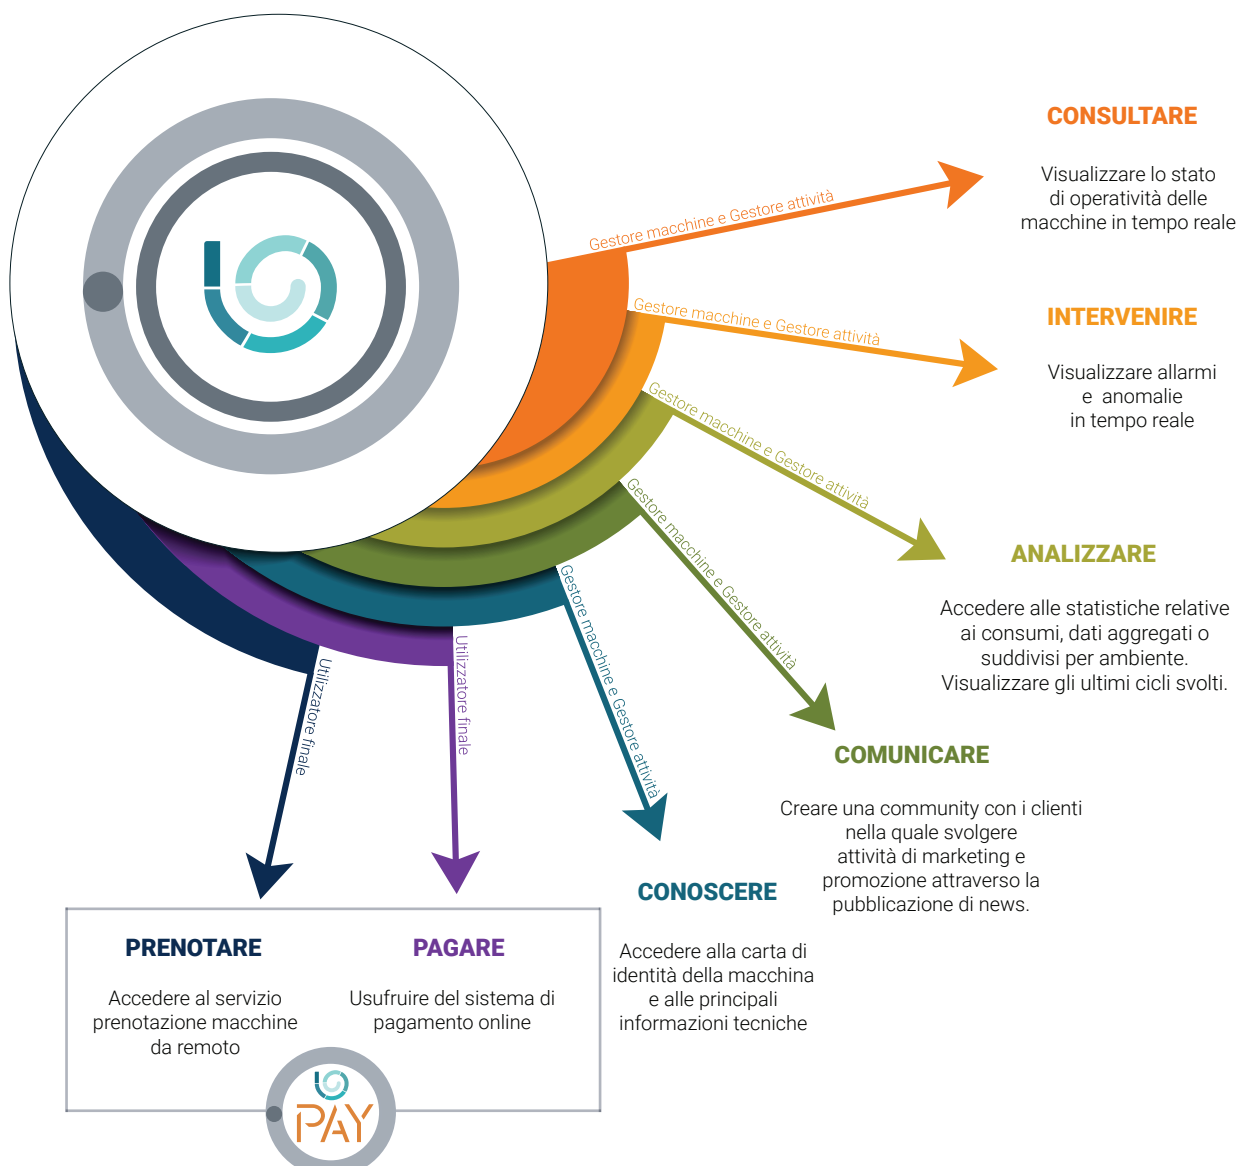 CONSULTARE
Visualizzare lo stato
di operatività delle
macchine in tempo reale
Gestore macchine e Gestore attività
INTERVENIRE
Visualizzare allarmi
e anomalie
in tempo reale
Gestore macchine e Gestore attività
ANALIZZARE
Accedere alle statistiche relative
ai consumi, dati aggregati o
suddivisi per ambiente.
Visualizzare gli ultimi cicli svolti.
Gestore macchine e Gestore attività
COMUNICARE
Creare una community con i clienti
nella quale svolgere
attività di marketing e
promozione attraverso la
pubblicazione di news.
Gestore macchine e Gestore attività
CONOSCERE
Accedere alla carta di
identità della macchina
e alle principali
informazioni tecniche
Gestore macchine e Gestore attività
Utilizzatore finale
PAGARE
Usufruire del sistema di
pagamento online
Utilizzatore finale
PRENOTARE
Accedere al servizio
prenotazione macchine
da remoto
PAY